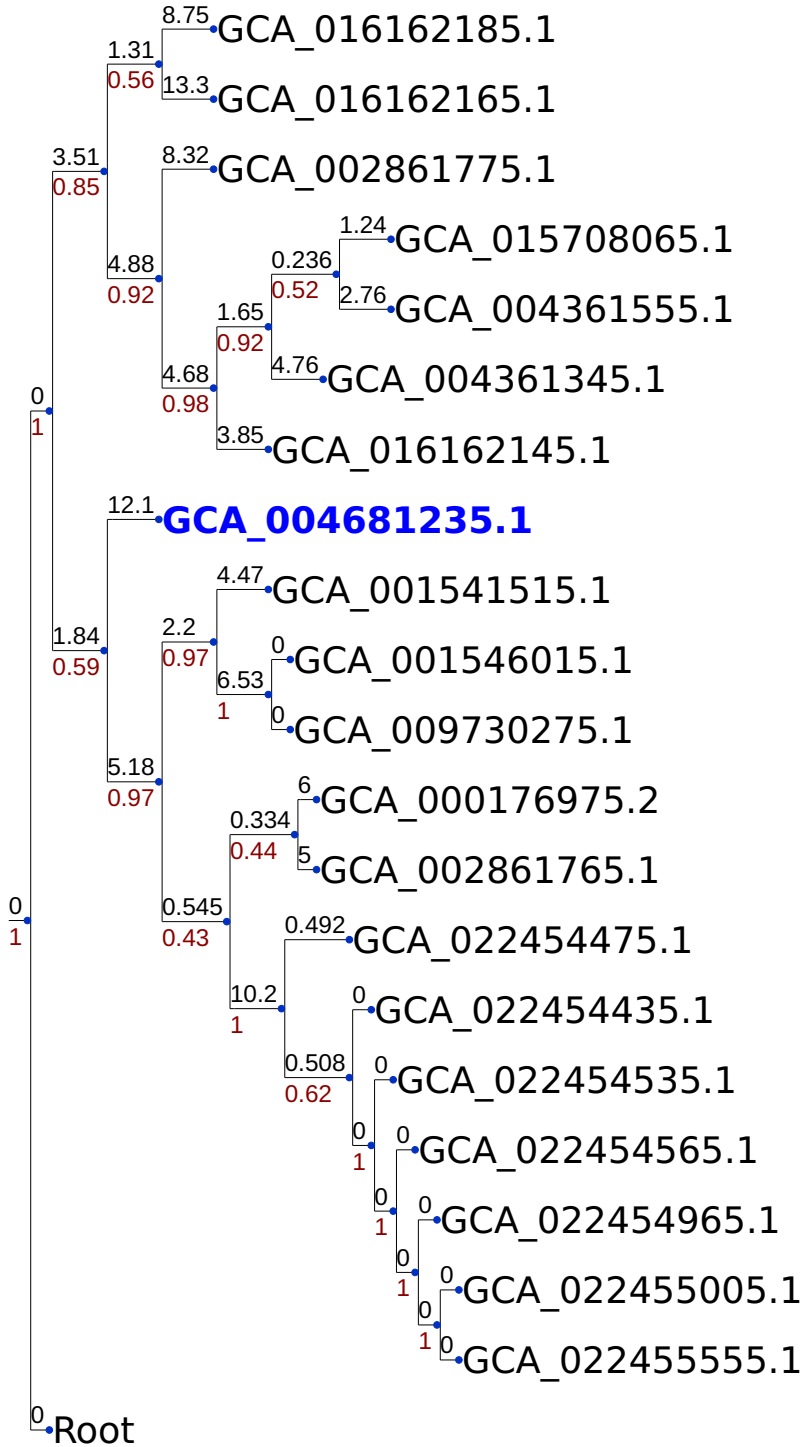 8.75
GCA_016162185.1
1.31
0.56
13.3
GCA_016162165.1
3.51
0.85
8.32
GCA_002861775.1
1.24
GCA_015708065.1
4.88
0.92
0.236
0.52
2.76
GCA_004361555.1
1.65
0.92
4.68
0.98
4.76
GCA_004361345.1
0
1
3.85
GCA_016162145.1
12.1
GCA_004681235.1
4.47
GCA_001541515.1
1.84
0.59
2.2
0.97
0
GCA_001546015.1
6.53
1
0
GCA_009730275.1
5.18
0.97
6
GCA_000176975.2
0.334
0.44
5
GCA_002861765.1
0
1
0.545
0.43
0.492
GCA_022454475.1
10.2
1
0
GCA_022454435.1
0.508
0.62
0
GCA_022454535.1
0
1
0
GCA_022454565.1
0
1
0
GCA_022454965.1
0
1
0
GCA_022455005.1
0
1
0
GCA_022455555.1
0
Root